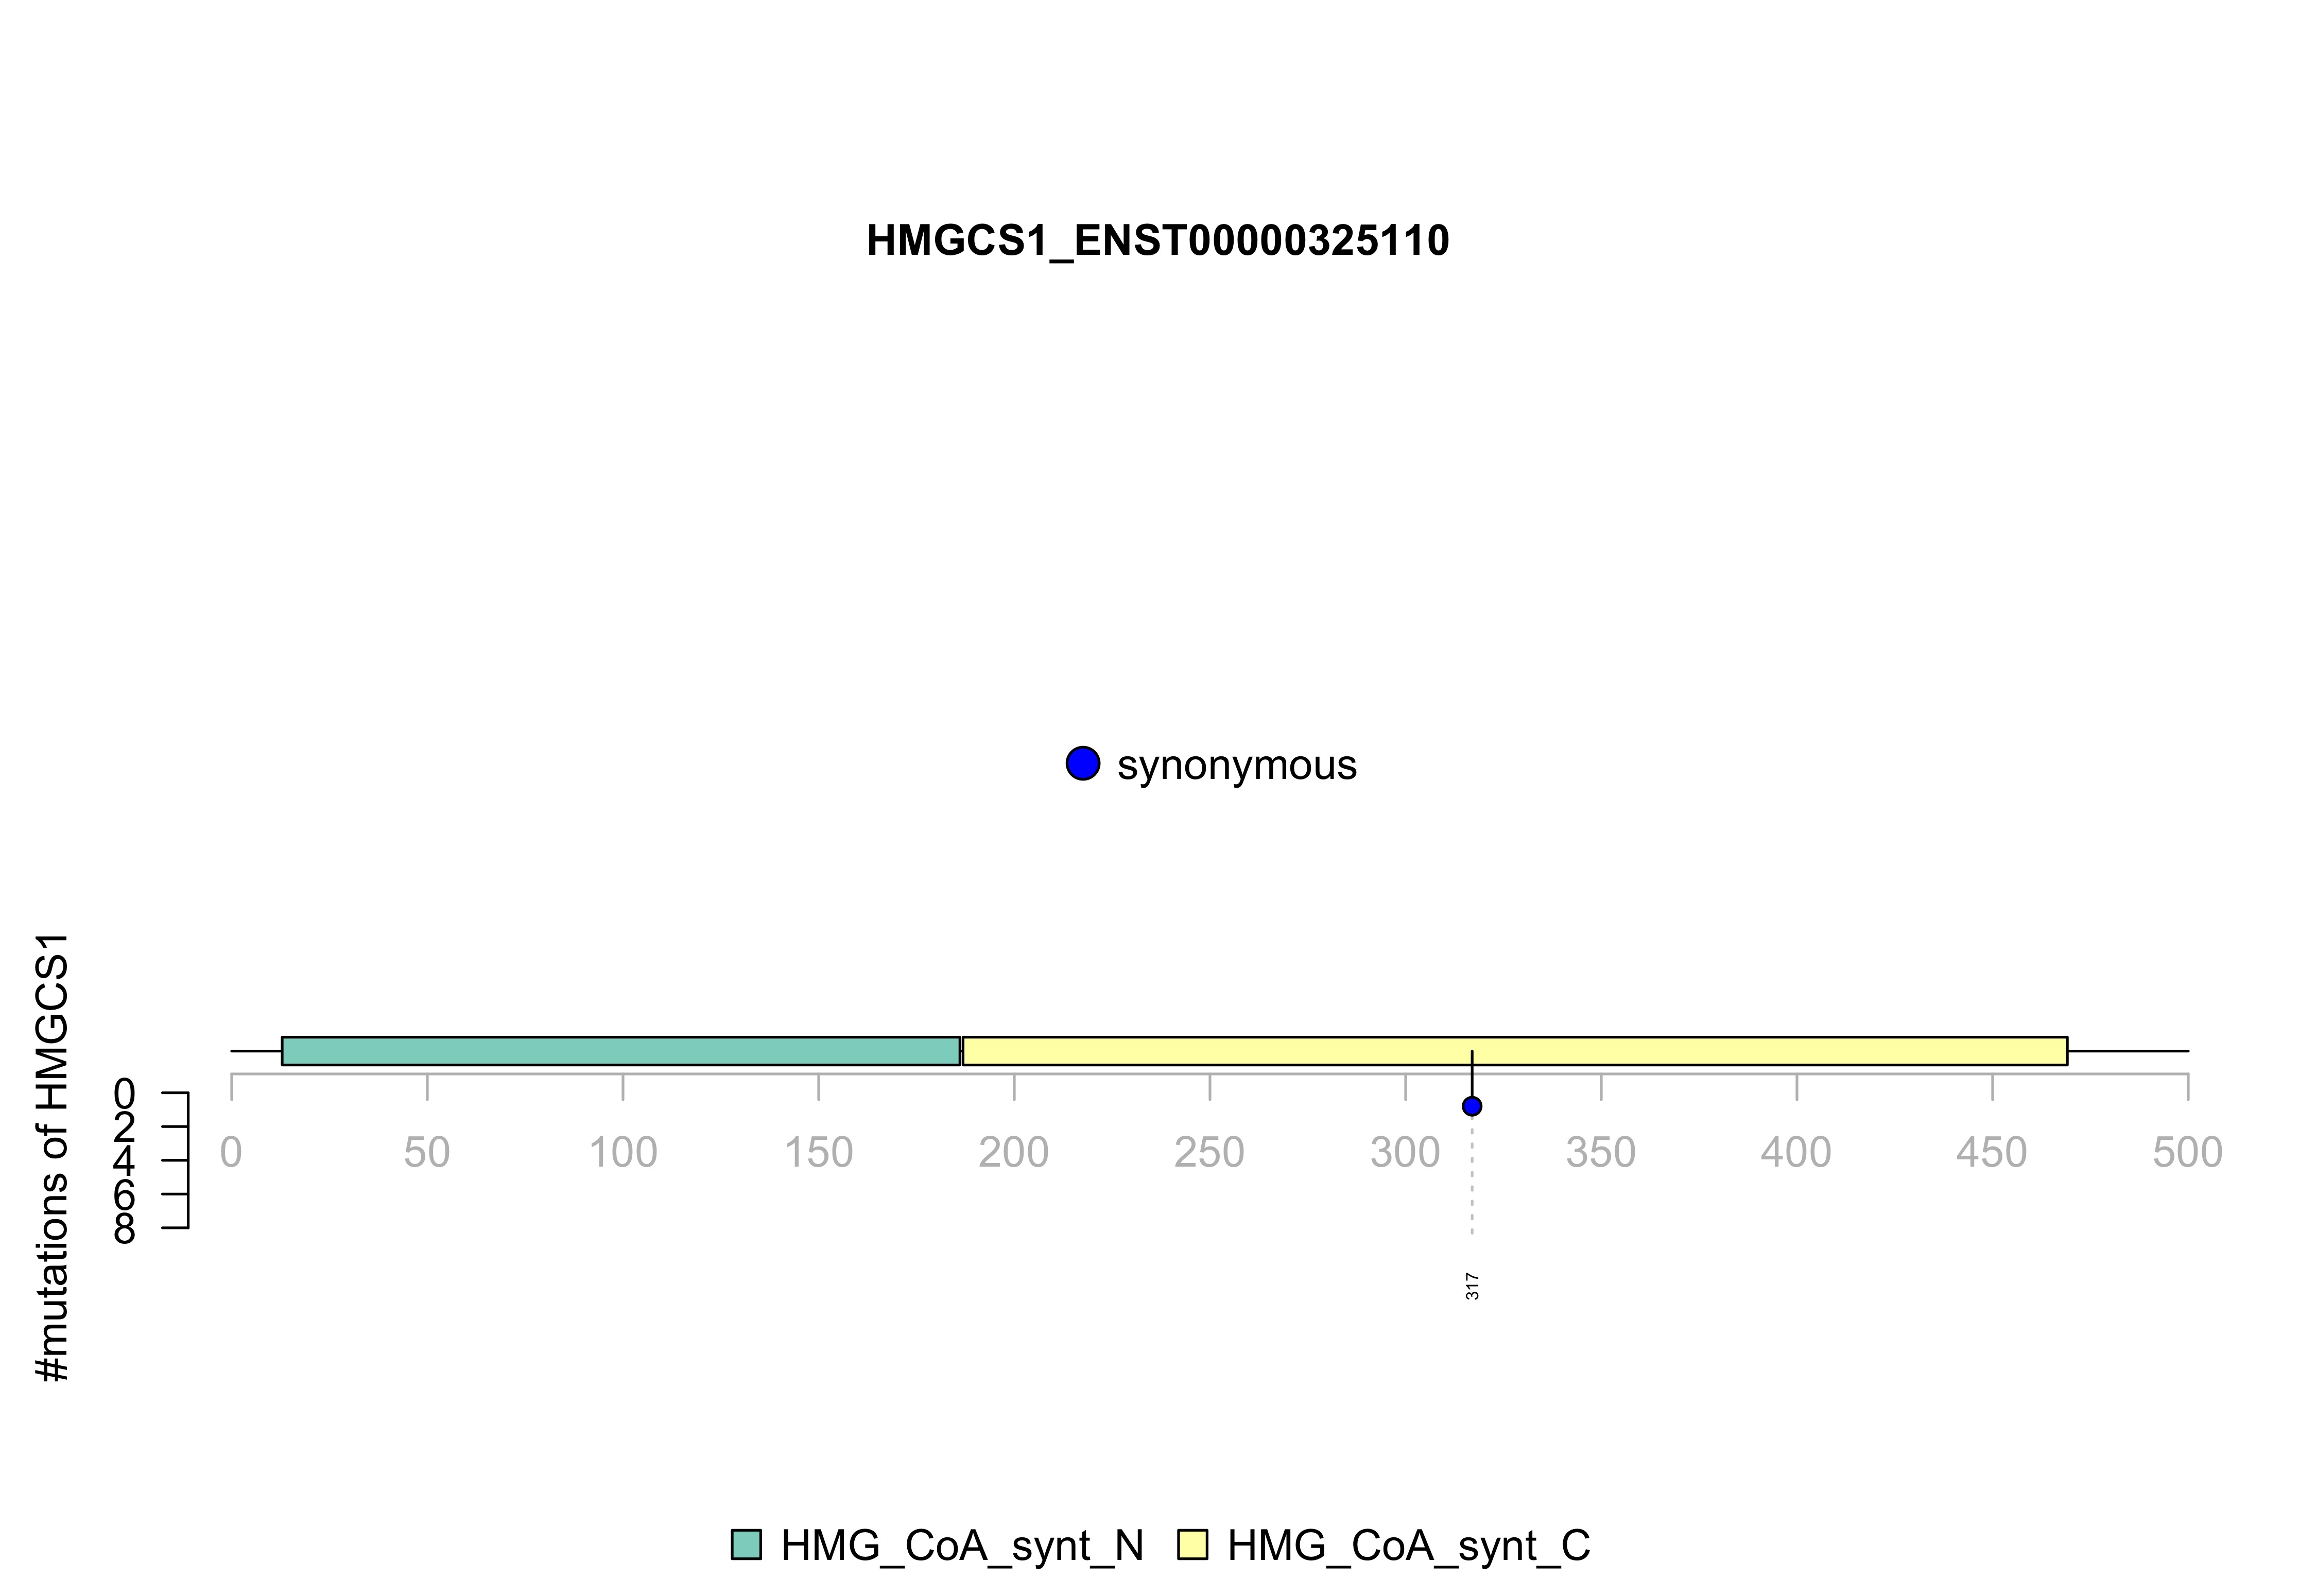 HMGCS1_ENST00000325110
synonymous
#mutations of HMGCS1
0
2
4
6
8
0 50 100 150 200 250 300 350 400 450 500
317
HMG_CoA_synt_N HMG_CoA_synt_C